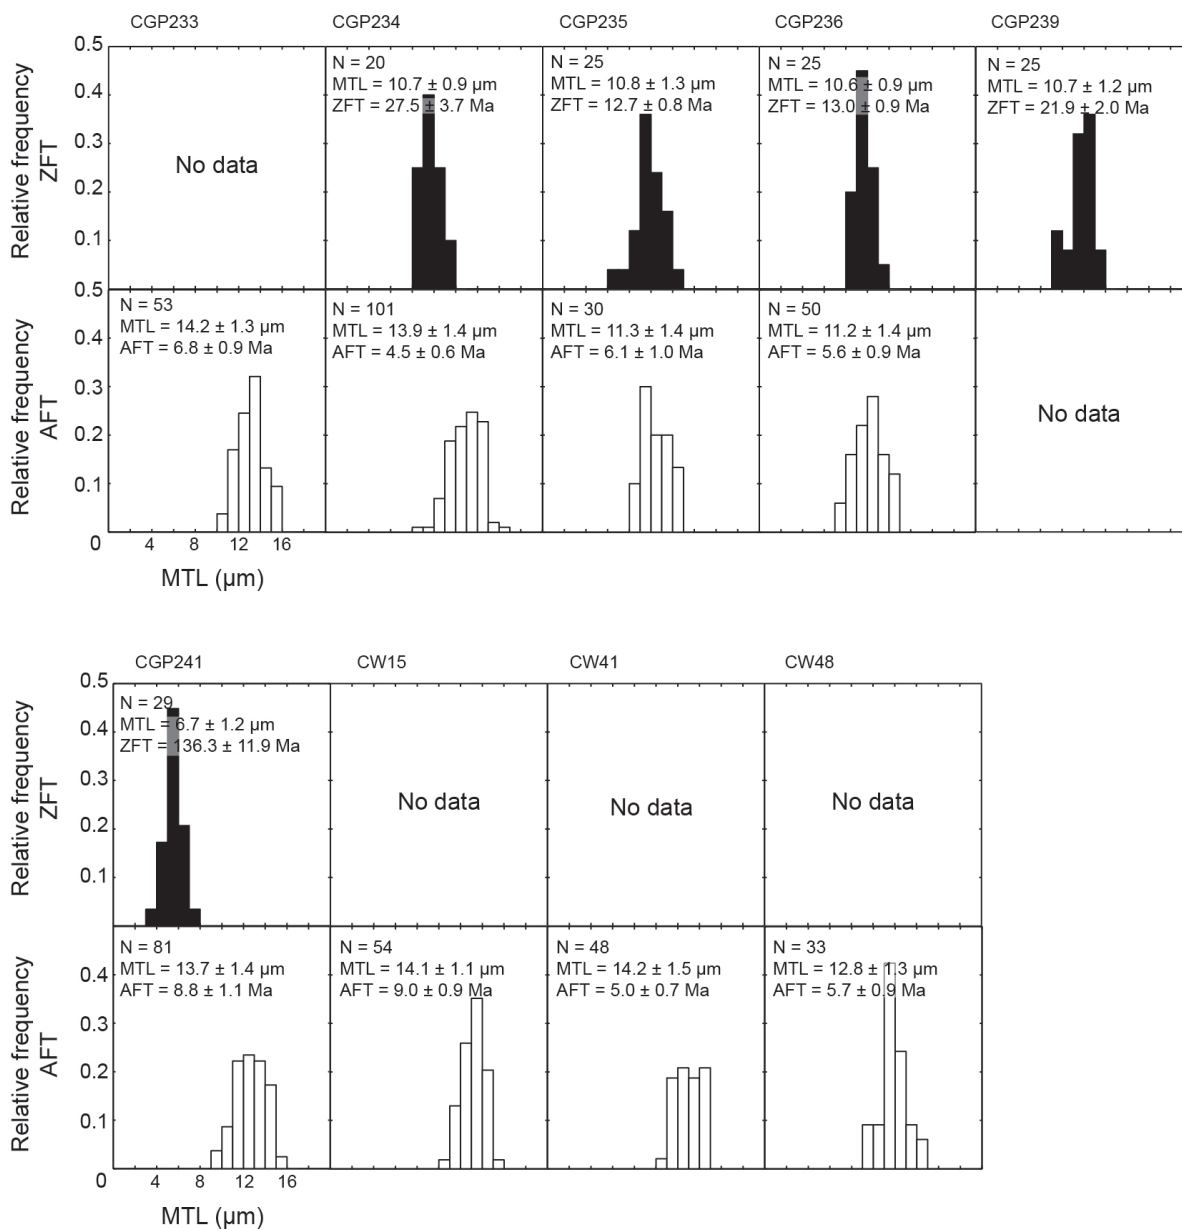 CGP233
CGP234
CGP235
CGP236
CGP239
Relative frequency
ZFT
0.5
0.4
0.3
0.2
0.1
No data
N = 20
MTL = 10.7 ± 0.9 µm
ZFT = 27.5 ± 3.7 Ma
N = 25
MTL = 10.8 ± 1.3 µm
ZFT = 12.7 ± 0.8 Ma
N = 25
MTL = 10.6 ± 0.9 µm
ZFT = 13.0 ± 0.9 Ma
N = 25
MTL = 10.7 ± 1.2 µm
ZFT = 21.9 ± 2.0 Ma
Relative frequency
AFT
0.5
0.4
0.3
0.2
0.1
0
N = 53
MTL = 14.2 ± 1.3 µm
AFT = 6.8 ± 0.9 Ma
N = 101
MTL = 13.9 ± 1.4 µm
AFT = 4.5 ± 0.6 Ma
N = 30
MTL = 11.3 ± 1.4 µm
AFT = 6.1 ± 1.0 Ma
N = 50
MTL = 11.2 ± 1.4 µm
AFT = 5.6 ± 0.9 Ma
No data
4 8 12 16
MTL (µm)
CGP241
CW15
CW41
CW48
Relative frequency
ZFT
0.5
0.4
0.3
0.2
0.1
N = 29
MTL = 6.7 ± 1.2 µm
ZFT = 136.3 ± 11.9 Ma
No data
No data
No data
Relative frequency
AFT
0.4
0.3
0.2
0.1
0
N = 81
MTL = 13.7 ± 1.4 µm
AFT = 8.8 ± 1.1 Ma
N = 54
MTL = 14.1 ± 1.1 µm
AFT = 9.0 ± 0.9 Ma
N = 48
MTL = 14.2 ± 1.5 µm
AFT = 5.0 ± 0.7 Ma
N = 33
MTL = 12.8 ± 1.3 µm
AFT = 5.7 ± 0.9 Ma
4 8 12 16
MTL (µm)